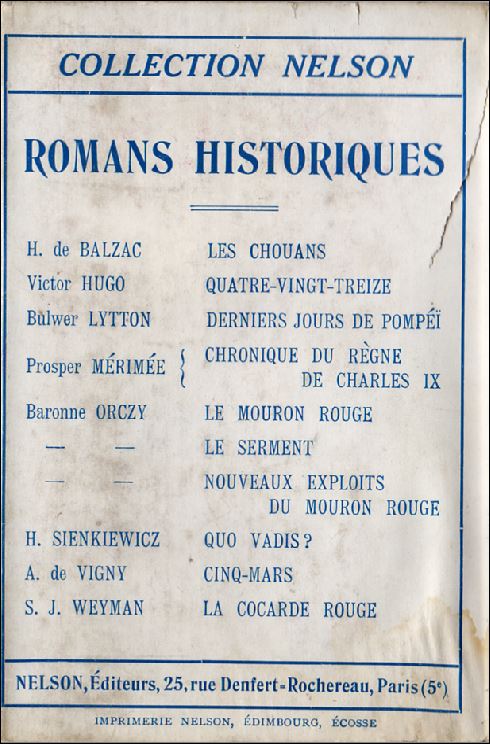 COLLECTION NELSON
ROMANS HISTORIQUES
H. de BALZAC LES CHOUANS
Victor HUGO QUATRE-VINGT-TREIZE
Bulwer LYTTON DERNIERS JOURS DE POMPÉÏ
Prosper MÉRIMÉE { CHRONIQUE DU RÈGNE
DE CHARLES IX
Baronne ORCZY LE MOURON ROUGE
— — LE SERMENT
— — NOUVEAUX EXPLOITS
DU MOURON ROUGE
H. SIENKIEWICZ QUO VADIS?
A. de VIGNY CINQ-MARS
S. J. WEYMAN LA COCARDE ROUGE
NELSON, Éditeurs, 25, rue Denfert-Rochereau, Paris (5e)
IMPRIMERIE NELSON, ÉDIMBOURG, ÉCOSSE